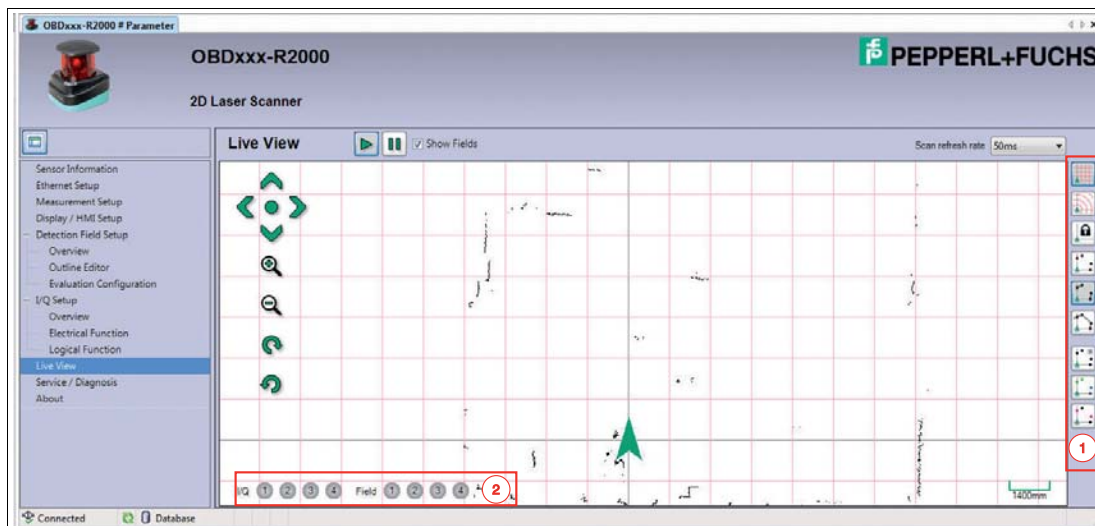 OBDxxx-R2000 # Parameter
OBDxxx-R2000
PEPPERL+FUCHS
2D Laser Scanner
Live View
Show Fields
Scan refresh rate 50ms
Sensor Information
Ethernet Setup
Measurement Setup
Display / HMI Setup
Detection Field Setup
Overview
Outline Editor
Evaluation Configuration
I/Q Setup
Overview
Electrical Function
Logical Function
Live View
Service / Diagnosis
About
1
I/Q 1 2 3 4 Field 1 2 3 4 2
1400mm
Connected Database